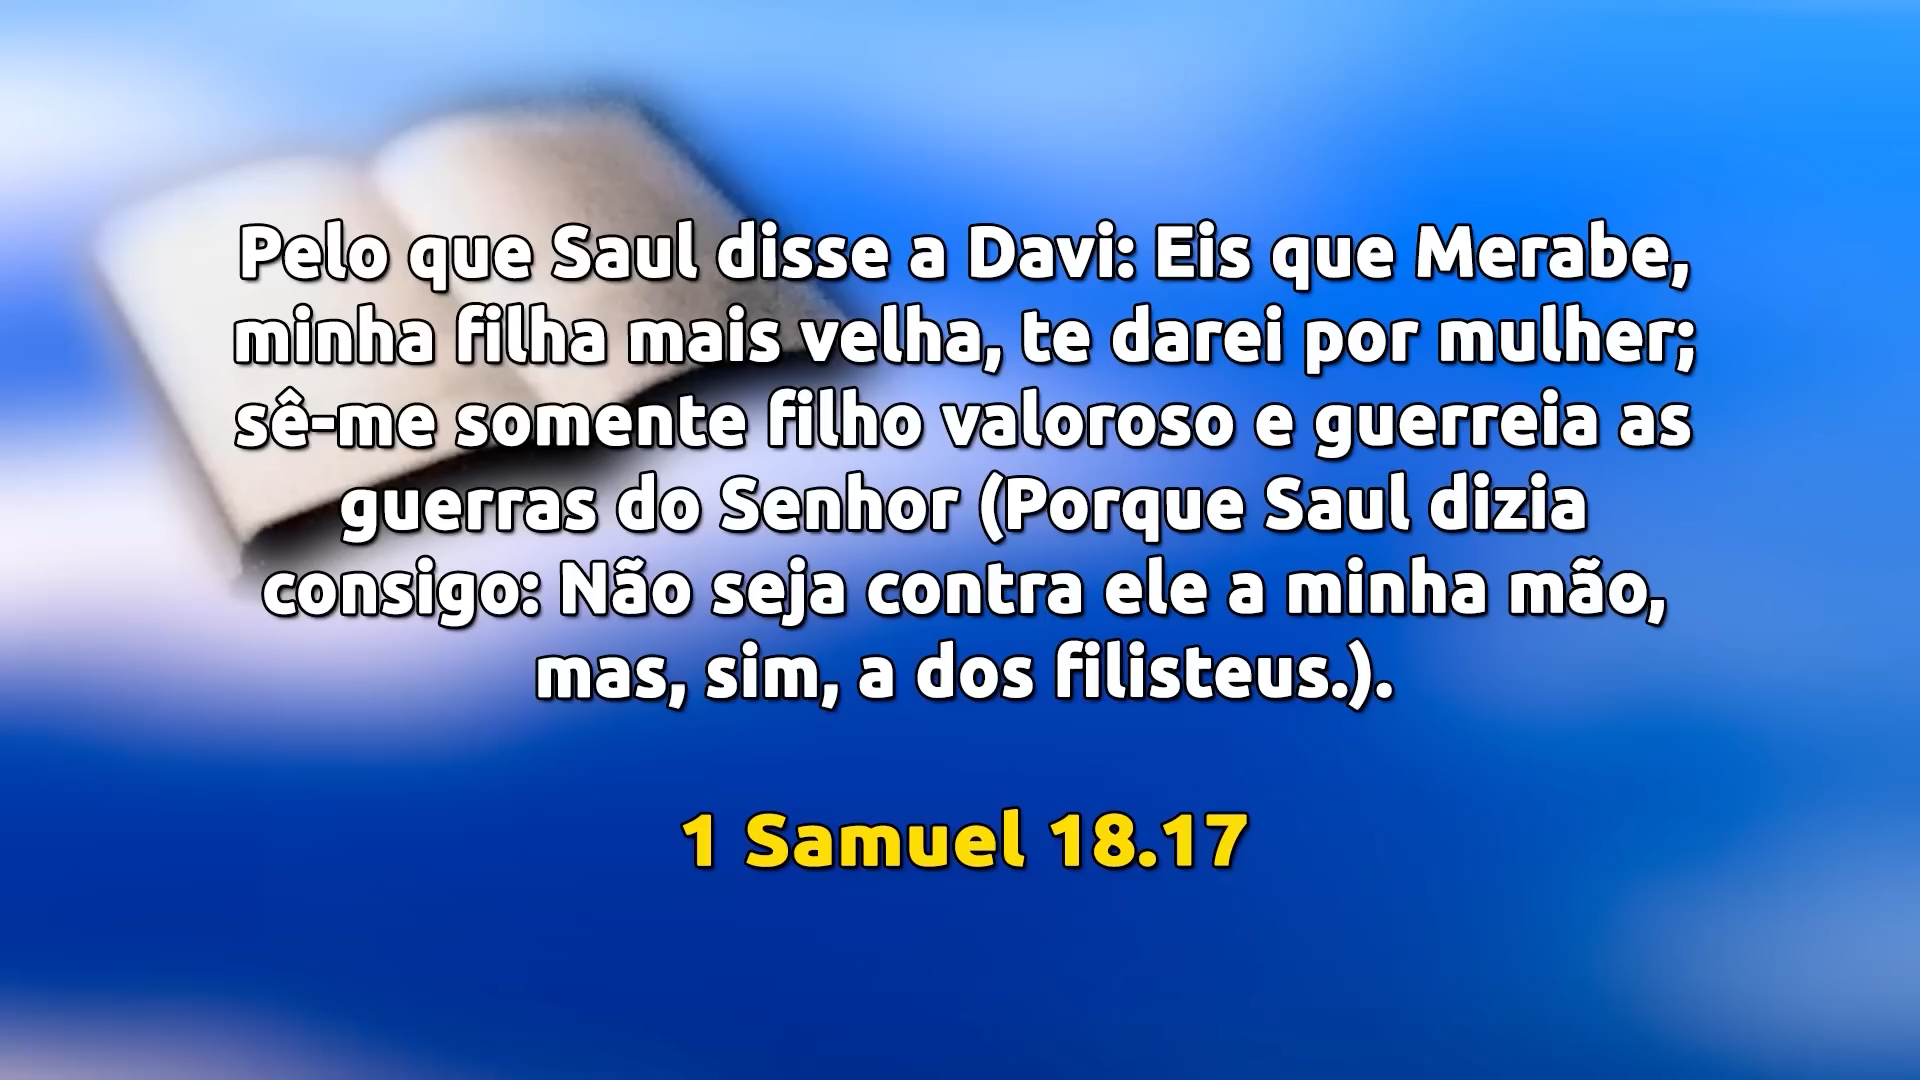 Pelo que Saul disse a Davi: Eis que Merabe,
minha filha mais velha, te darei por mulher;
sê-me somente filho valoroso e guerreia as
guerras do Senhor (Porque Saul dizia
consigo: Não seja contra ele a minha mão,
mas, sim, a dos filisteus.).
1 Samuel 18.17